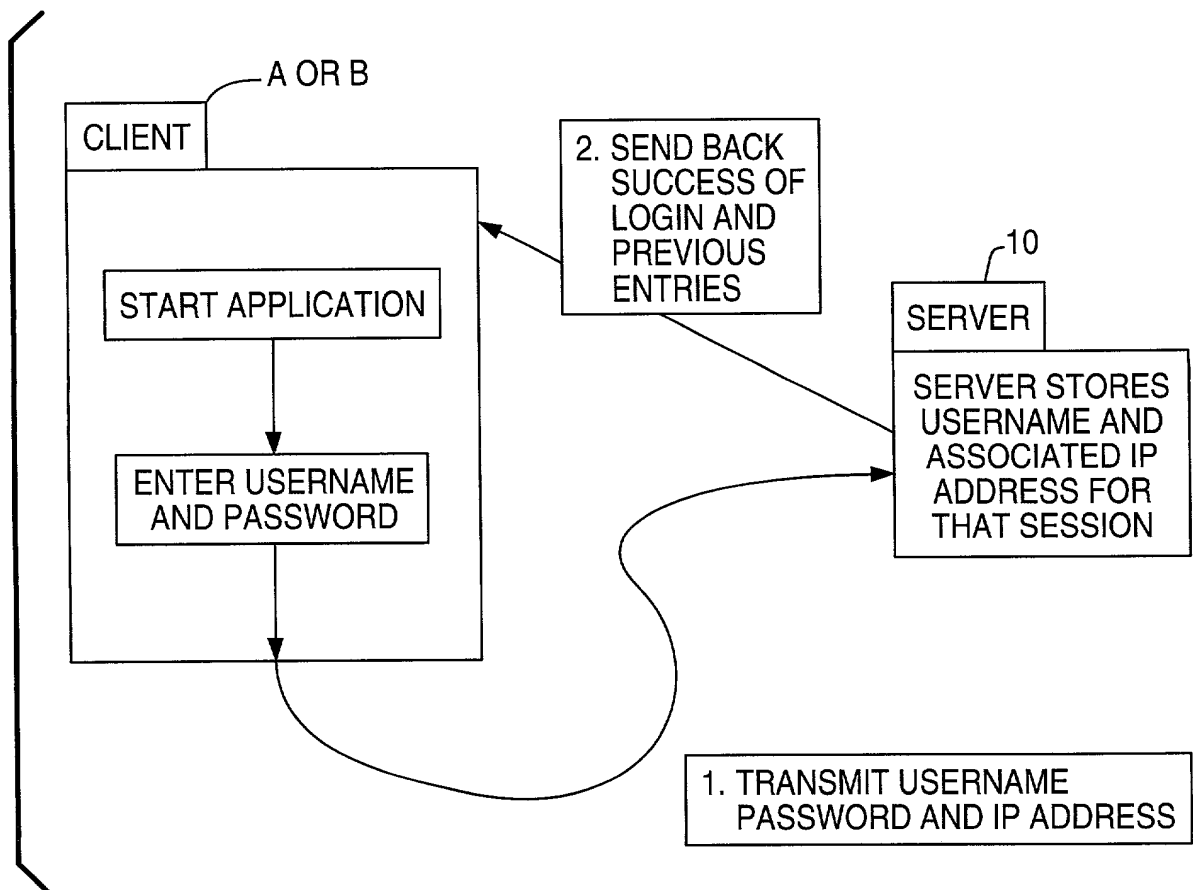 A OR B
CLIENT
START APPLICATION
ENTER USERNAME
AND PASSWORD
2. SEND BACK
SUCCESS OF
LOGIN AND
PREVIOUS
ENTRIES
10
SERVER
SERVER STORES
USERNAME AND
ASSOCIATED IP
ADDRESS FOR
THAT SESSION
1. TRANSMIT USERNAME
PASSWORD AND IP ADDRESS